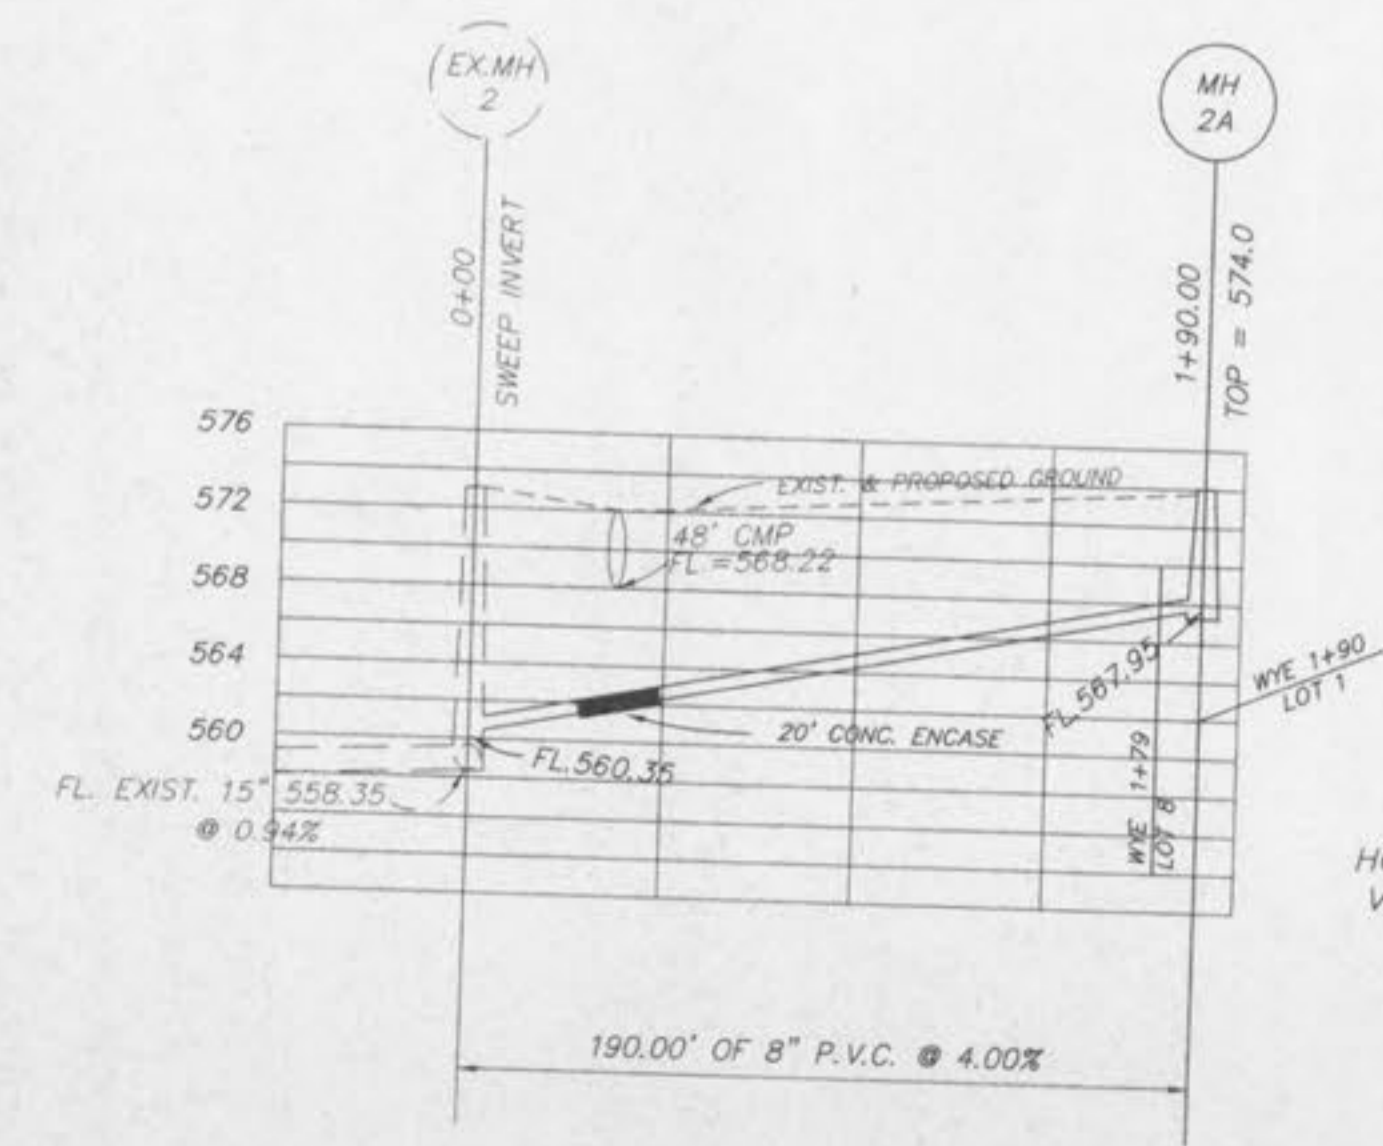 EX.MH
2
MH
2A
0+00
SWEEP INVERT
1+90.00
TOP = 574.0
576
572
568
564
560
EXIST. & PROPOSED GROUND
48' CMP
FL.=568.22
20' CONC. ENCASE
FL.560.35
FL. EXIST. 15" 558.35
@ 0.94%
FL.567.95
WYE 1+79
LOT 8
WYE 1+90
LOT 1
190.00' OF 8" P.V.C. @ 4.00%